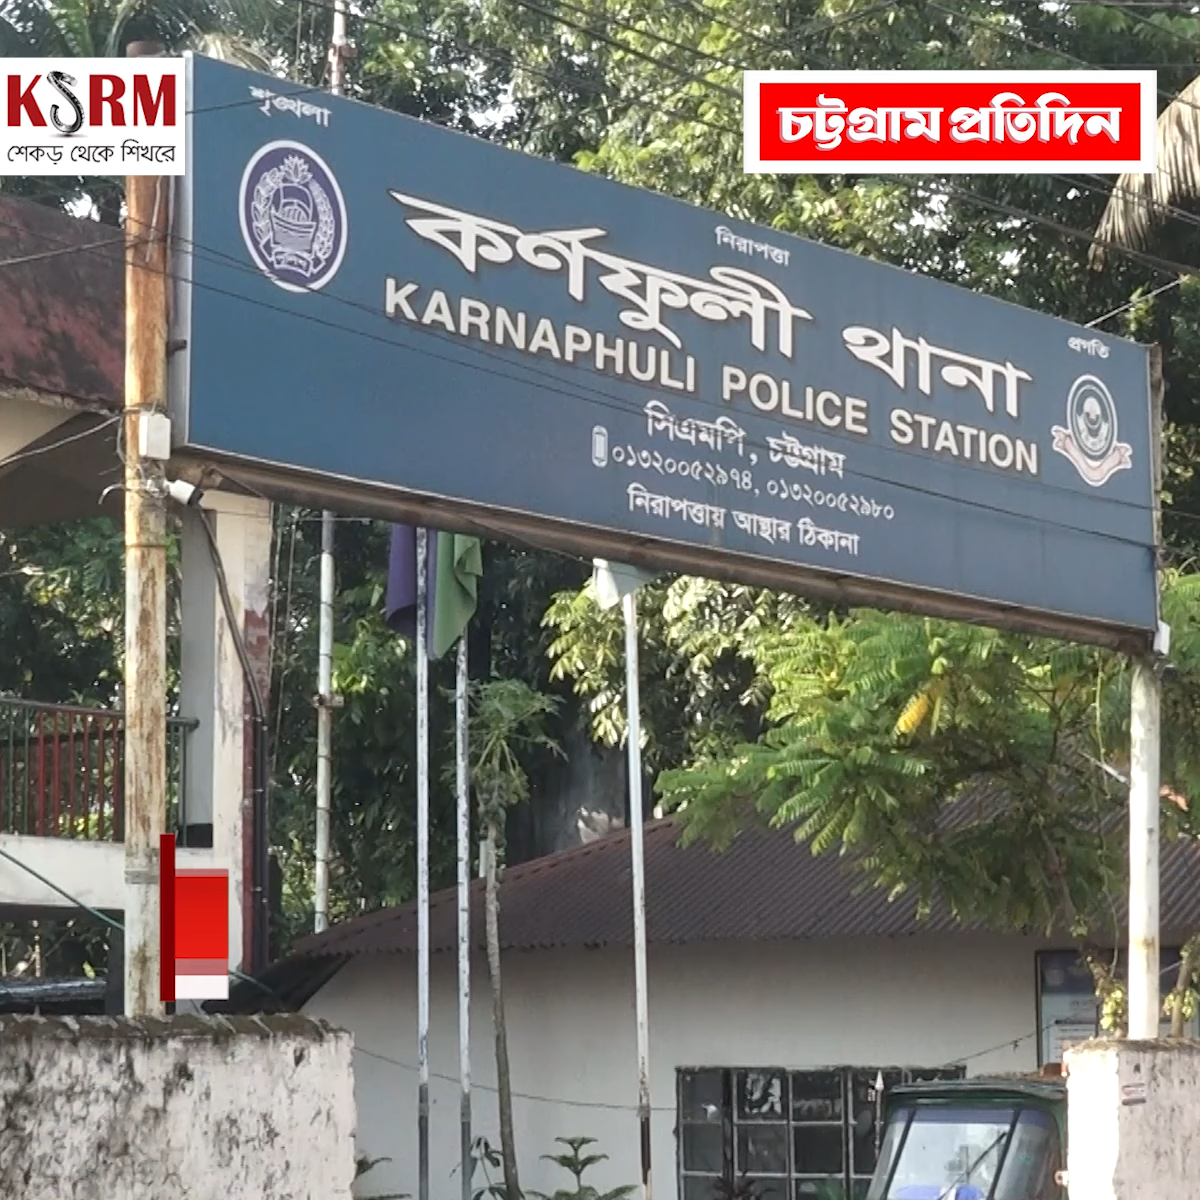 KSRM
শেকড় থেকে শিখরে
চট্টগ্রাম প্রতিদিন
শৃঙ্খলা
নিরাপত্তা
প্রগতি
পুলিশ
কর্ণফুলী থানা
KARNAPHULI POLICE STATION
সিএমপি, চট্টগ্রাম
০১৩২০০৫২৯৭৪, ০১৩২০০৫২৯৮০
নিরাপত্তায় আস্থার ঠিকানা